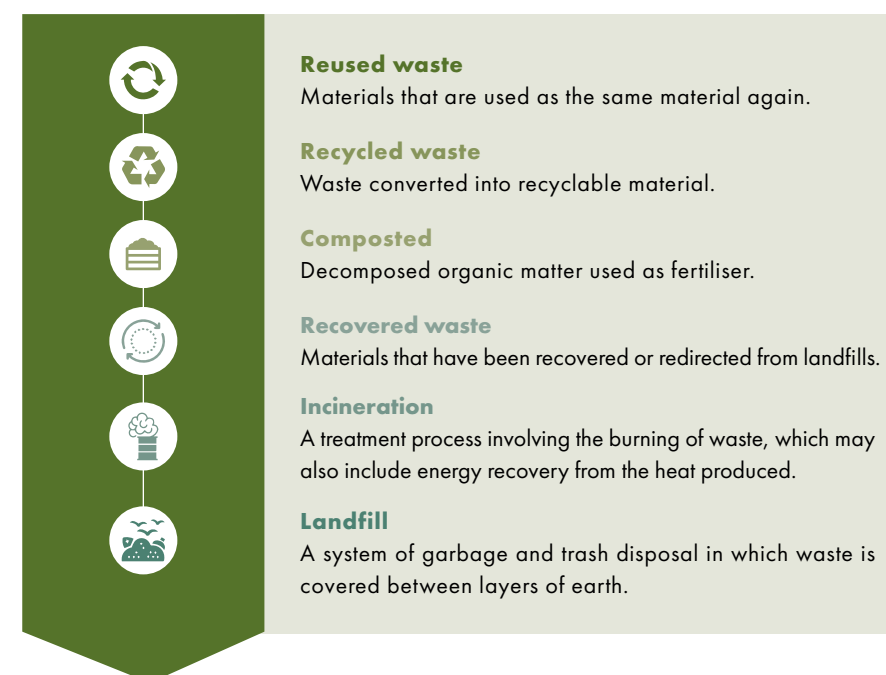 Reused waste
Materials that are used as the same material again.
Recycled waste
Waste converted into recyclable material.
Composted
Decomposed organic matter used as fertiliser.
Recovered waste
Materials that have been recovered or redirected from landfills.
Incineration
A treatment process involving the burning of waste, which may
also include energy recovery from the heat produced.
Landfill
A system of garbage and trash disposal in which waste is
covered between layers of earth.